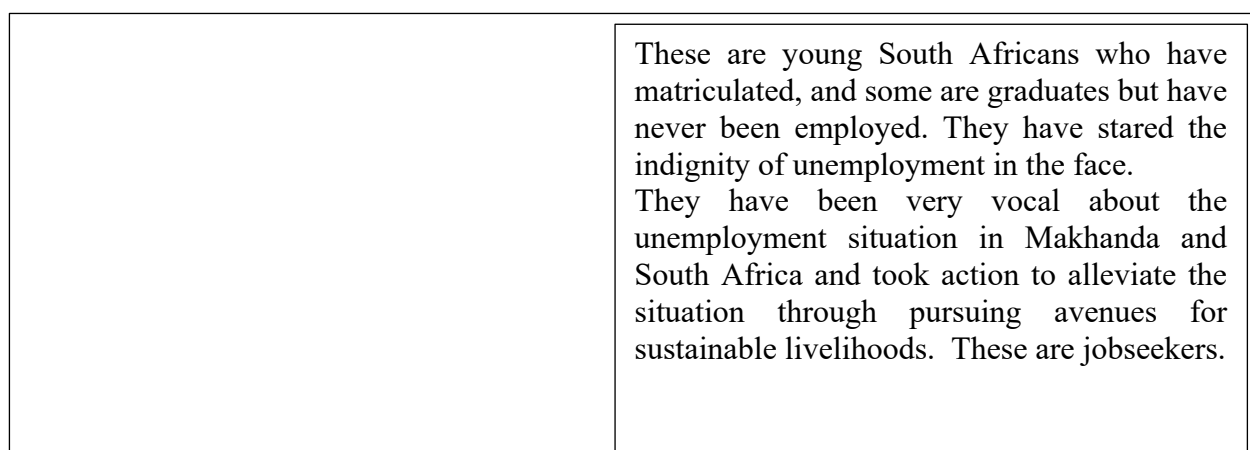 These are young South Africans who have
matriculated, and some are graduates but have
never been employed. They have stared the
indignity of unemployment in the face.
They have been very vocal about the
unemployment situation in Makhanda and
South Africa and took action to alleviate the
situation through pursuing avenues for
sustainable livelihoods. These are jobseekers.